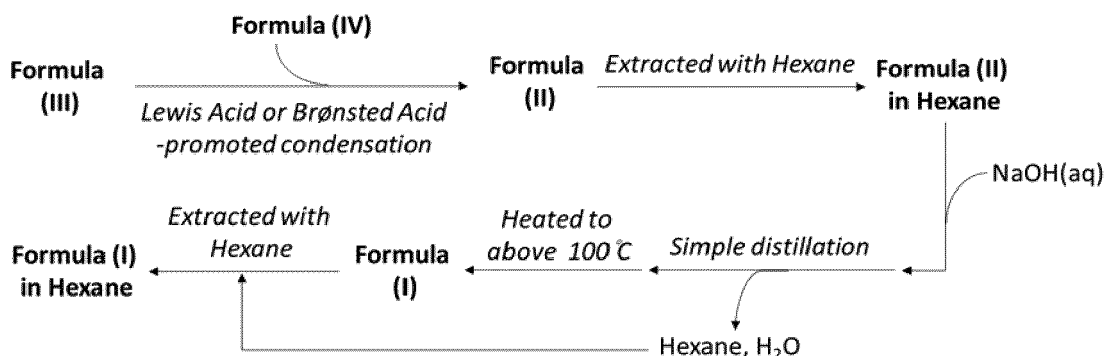 Formula (IV)
Formula
(III)
Lewis Acid or Brønsted Acid
-promoted condensation
Formula
(II)
Extracted with Hexane
Formula (II)
in Hexane
NaOH(aq)
Simple distillation
Hexane, H₂O
Heated to
above 100℃
Formula
(I)
Extracted with
Hexane
Formula (I)
in Hexane